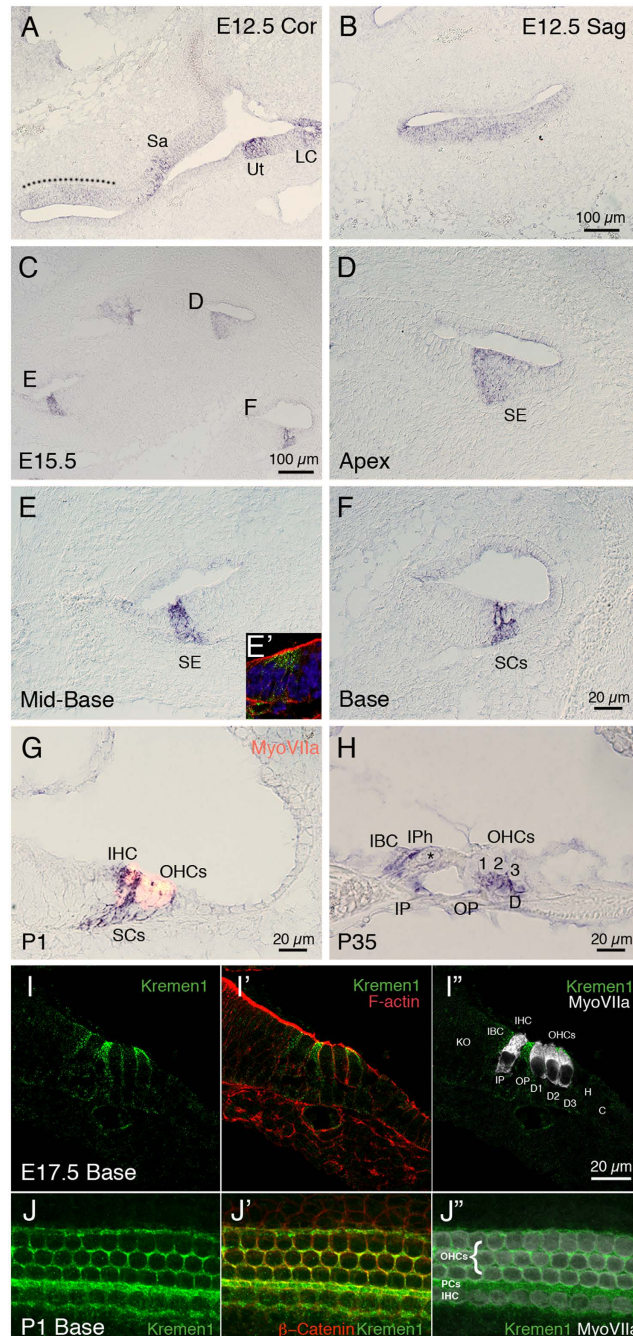 A
E12.5 Cor
Sa
Ut
LC
B
E12.5 Sag
100 µm
C
D
E
F
E15.5
100 µm
D
SE
Apex
E
SE
E'
Mid-Base
F
SCs
Base
20 µm
G
MyoVIIa
IHC
OHCs
SCs
P1
20 µm
H
IBC
IPh
OHCs
*
1 2 3
D
IP
OP
P35
20 µm
I
Kremen1
E17.5 Base
I'
Kremen1
F-actin
I"
Kremen1
MyoVIIa
KO
IBC
IHC
OHCs
IP
OP
D1
D2
D3
H
C
20 µm
J
P1 Base
Kremen1
J'
β-Catenin Kremen1
J"
OHCs
PCs
IHC
Kremen1 MyoVIIa